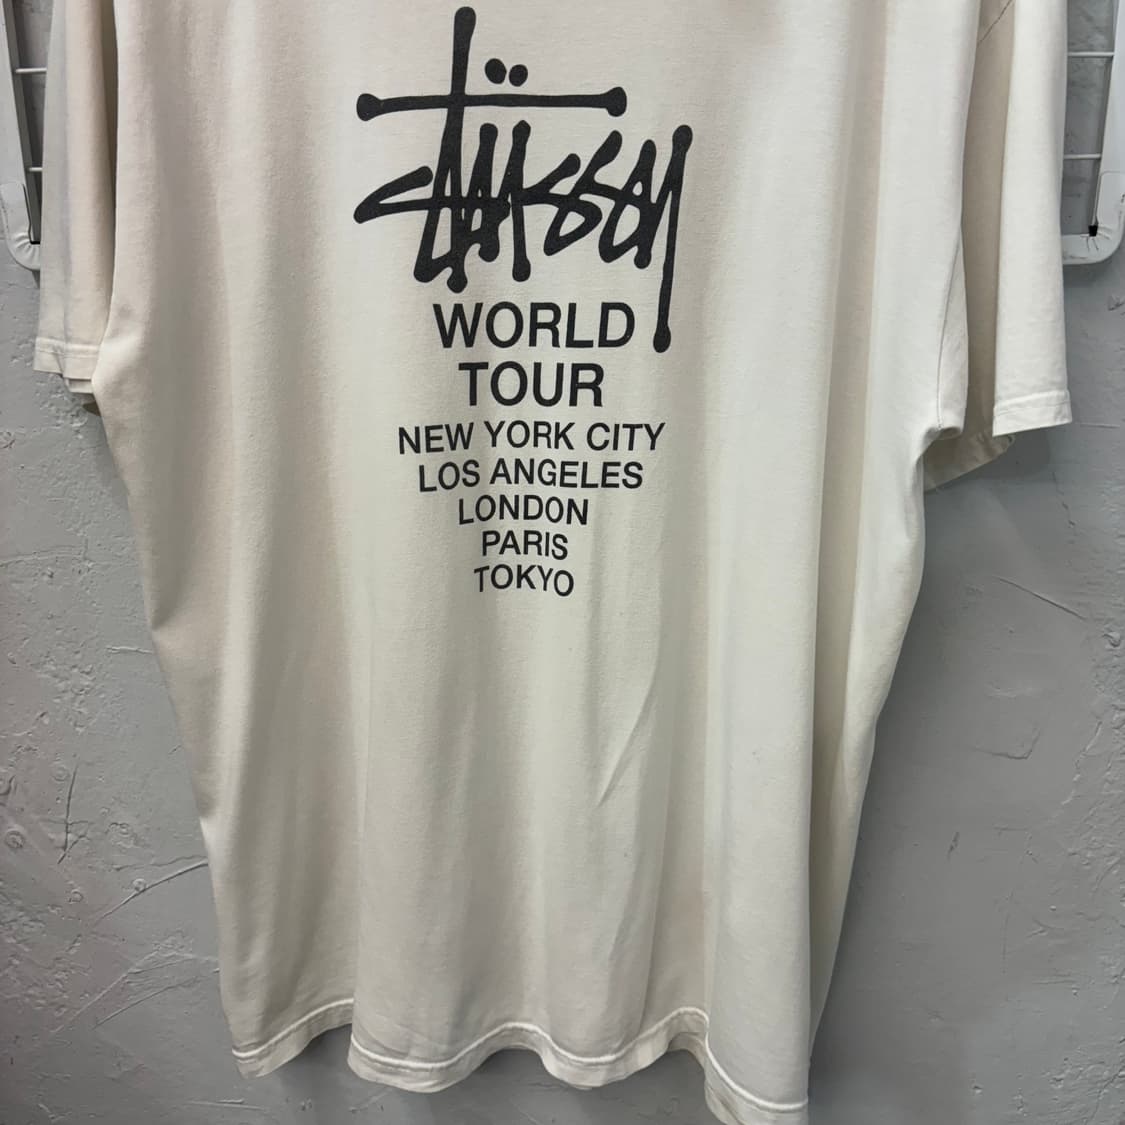 Stüssy
WORLD
TOUR
NEW YORK CITY
LOS ANGELES
LONDON
PARIS
TOKYO